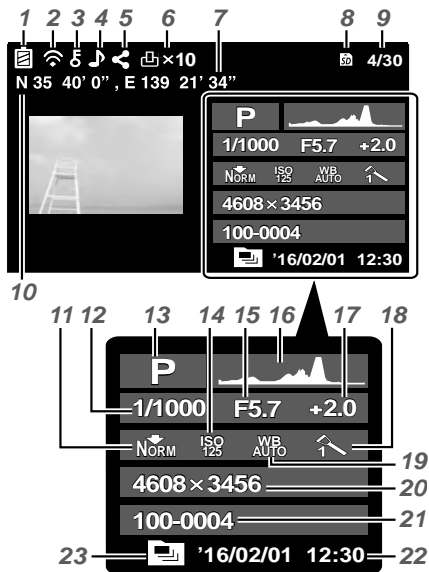 1 2 3 4 5 6 7 8 9
×10 SD 4/30
N 35 40’ 0” , E 139 21’ 34”
P
1/1000 F5.7 +2.0
NORM ISO 125 WB AUTO 1
4608×3456
100-0004
’16/02/01 12:30
10
11 12 13 14 15 16 17 18
P
1/1000 F5.7 +2.0
NORM ISO 125 WB AUTO 1
19
4608×3456 20
100-0004 21
23 ’16/02/01 12:30 22